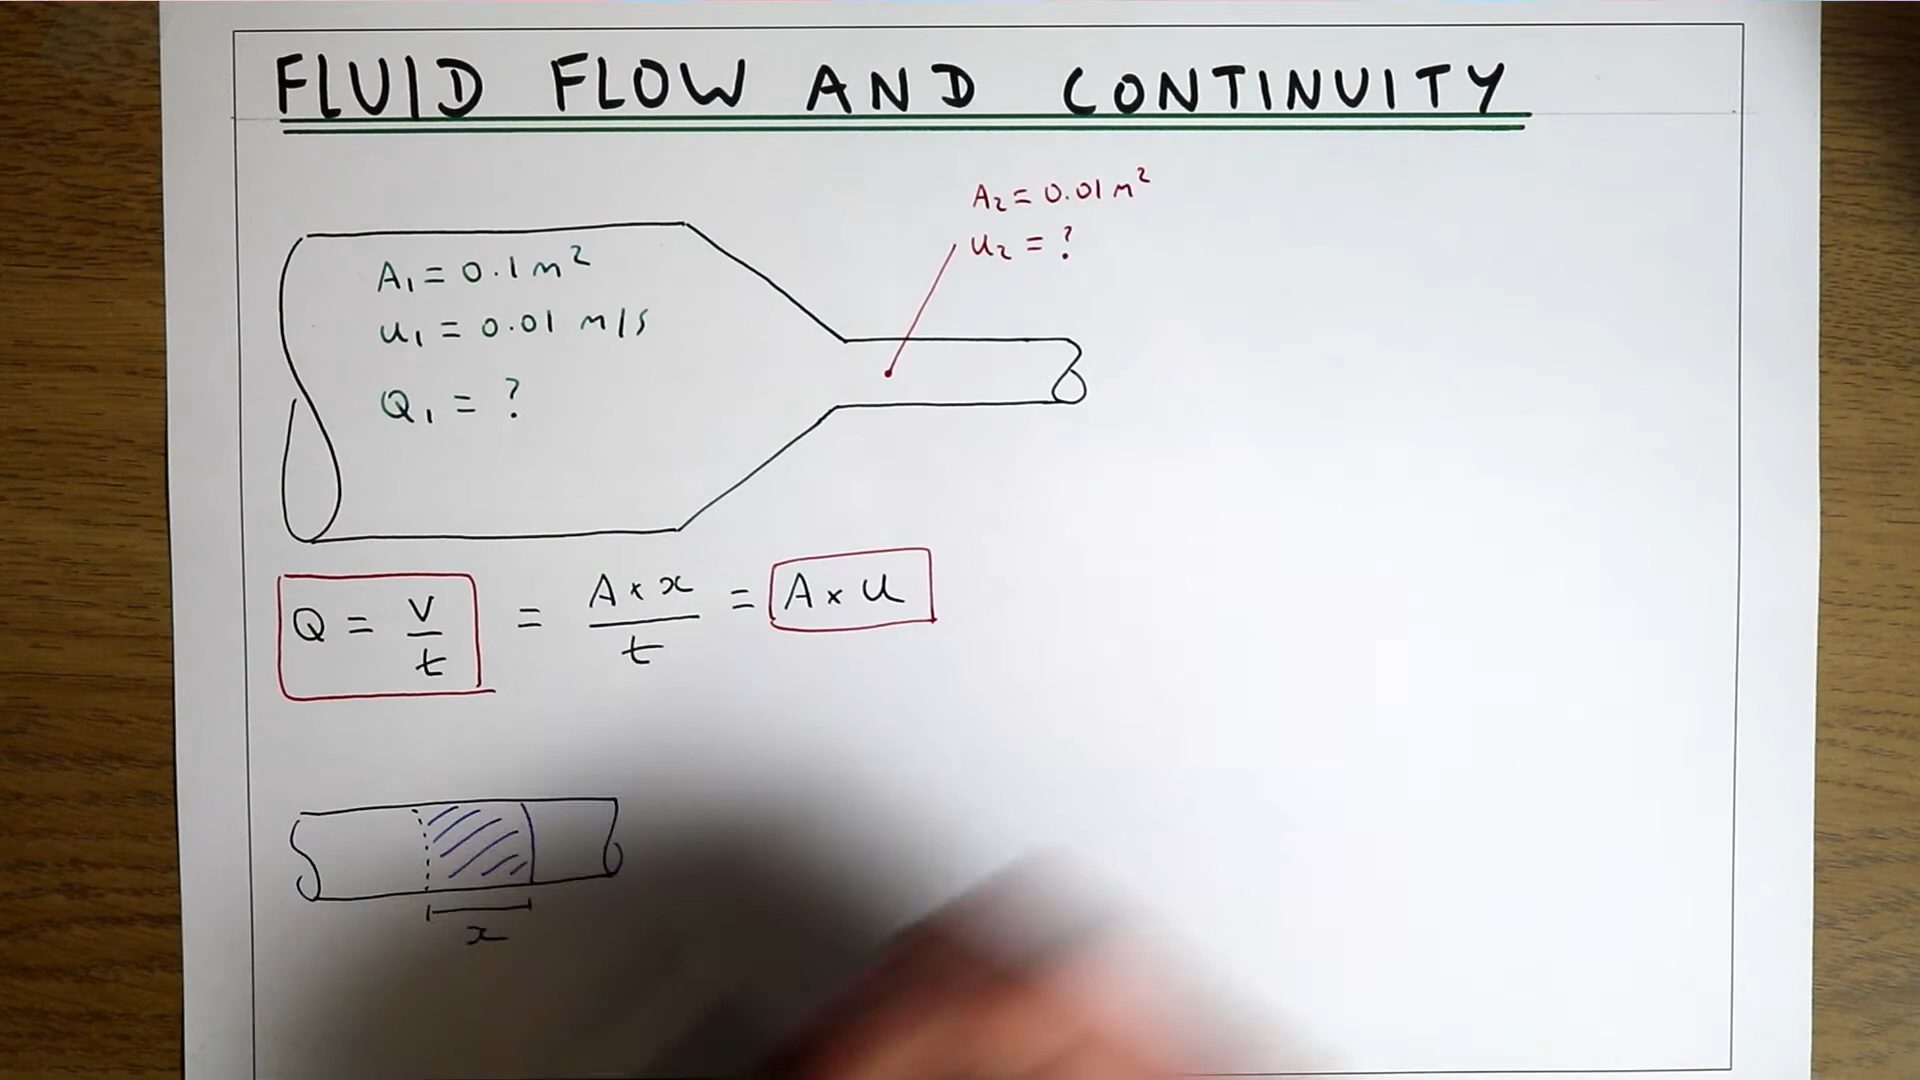 FLUID FLOW AND CONTINUITY
A₂ = 0.01 m²
u₂ = ?
A₁ = 0.1 m²
u₁ = 0.01 m/s
Q₁ = ?
Q = V/t = A × x/t = A × u
x